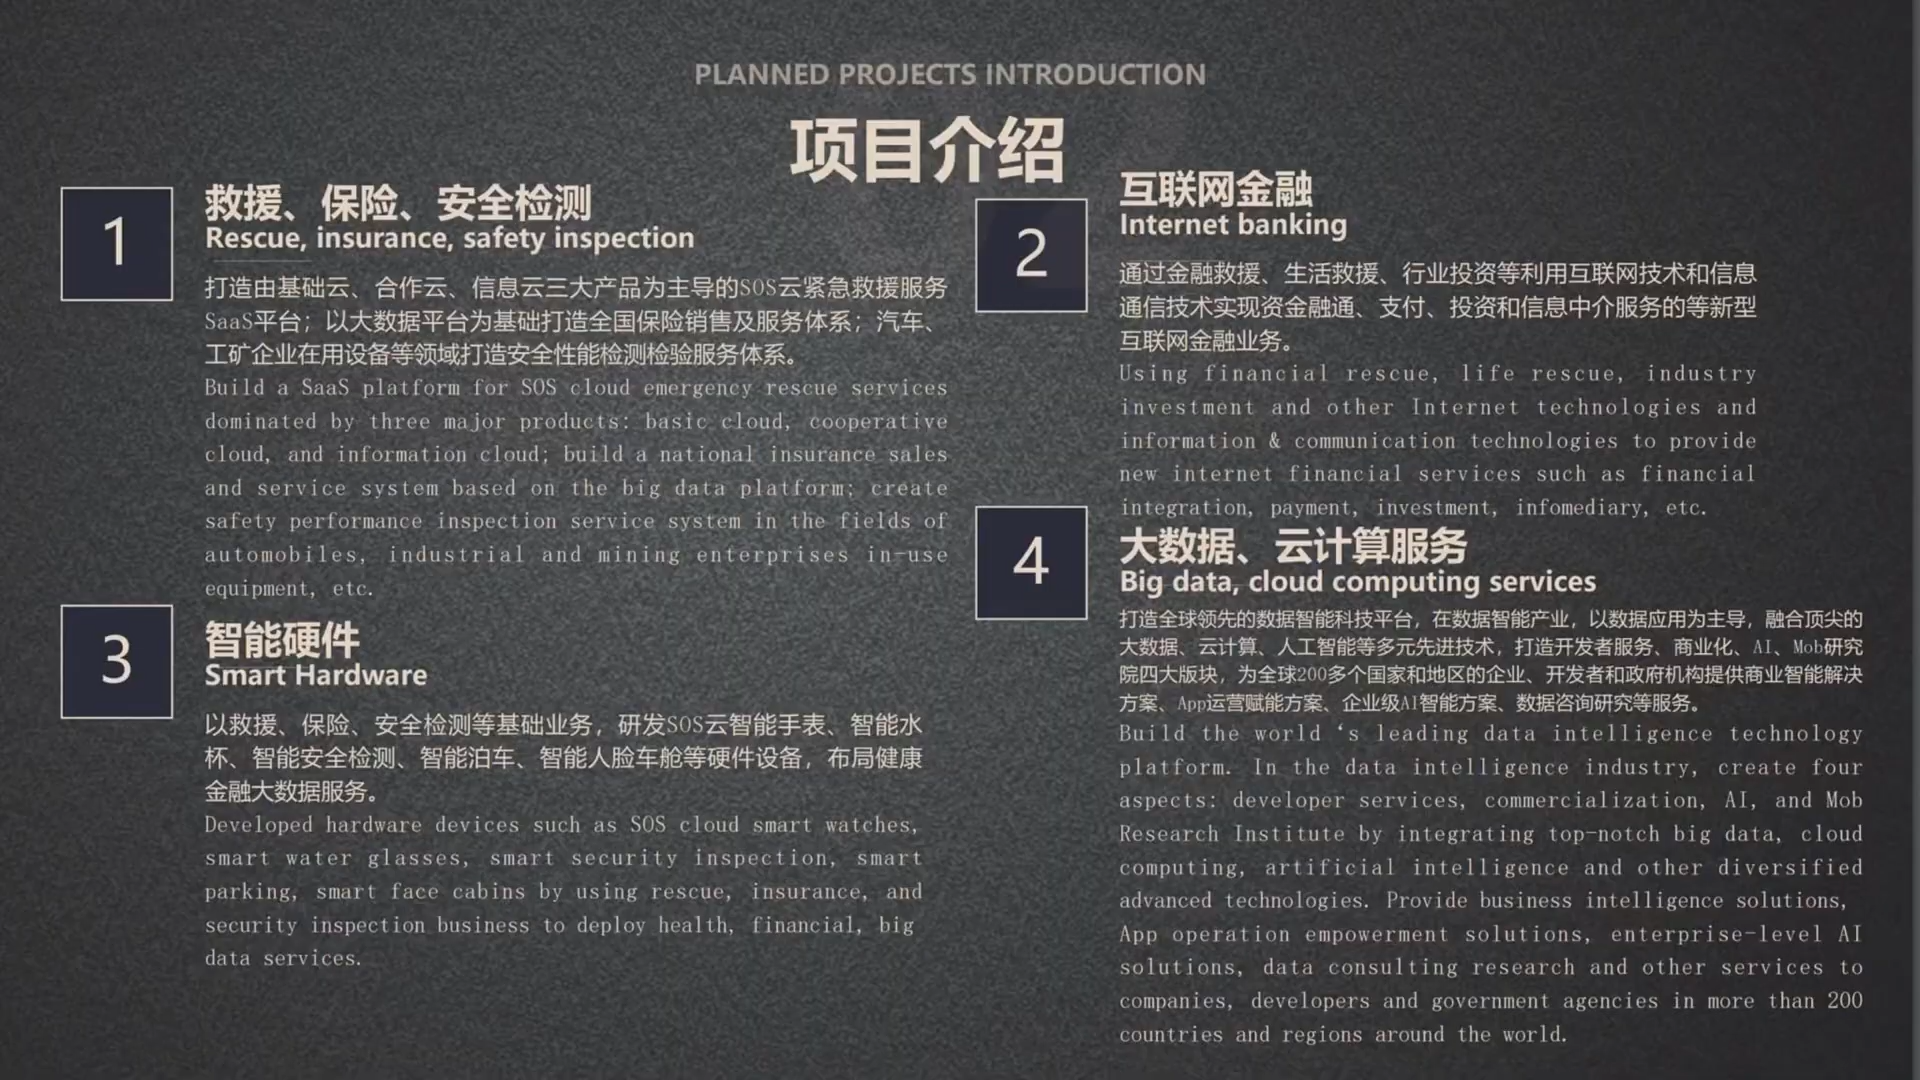 PLANNED PROJECTS INTRODUCTION
项目介绍
1
救援、保险、安全检测
Rescue, insurance, safety inspection
打造由基础云、合作云、信息云三大产品为主导的SOS云紧急救援服务
SaaS平台；以大数据平台为基础打造全国保险销售及服务体系；汽车、
工矿企业在用设备等领域打造安全性能检测检验服务体系。
Build a SaaS platform for SOS cloud emergency rescue services
dominated by three major products: basic cloud, cooperative
cloud, and information cloud; build a national insurance sales
and service system based on the big data platform; create
safety performance inspection service system in the fields of
automobiles, industrial and mining enterprises in-use
equipment, etc.
2
互联网金融
Internet banking
通过金融救援、生活救援、行业投资等利用互联网技术和信息
通信技术实现资金融通、支付、投资和信息中介服务的等新型
互联网金融业务。
Using financial rescue, life rescue, industry
investment and other Internet technologies and
information & communication technologies to provide
new internet financial services such as financial
integration, payment, investment, infomediary, etc.
3
智能硬件
Smart Hardware
以救援、保险、安全检测等基础业务，研发SOS云智能手表、智能水
杯、智能安全检测、智能泊车、智能人脸车舱等硬件设备，布局健康
金融大数据服务。
Developed hardware devices such as SOS cloud smart watches,
smart water glasses, smart security inspection, smart
parking, smart face cabins by using rescue, insurance, and
security inspection business to deploy health, financial, big
data services.
4
大数据、云计算服务
Big data, cloud computing services
打造全球领先的数据智能科技平台，在数据智能产业，以数据应用为主导，融合顶尖的
大数据、云计算、人工智能等多元先进技术，打造开发者服务、商业化、AI、Mob研究
院四大版块，为全球200多个国家和地区的企业、开发者和政府机构提供商业智能解决
方案、App运营赋能方案、企业级AI智能方案、数据咨询研究等服务。
Build the world ‘s leading data intelligence technology
platform. In the data intelligence industry, create four
aspects: developer services, commercialization, AI, and Mob
Research Institute by integrating top-notch big data, cloud
computing, artificial intelligence and other diversified
advanced technologies. Provide business intelligence solutions,
App operation empowerment solutions, enterprise-level AI
solutions, data consulting research and other services to
companies, developers and government agencies in more than 200
countries and regions around the world.